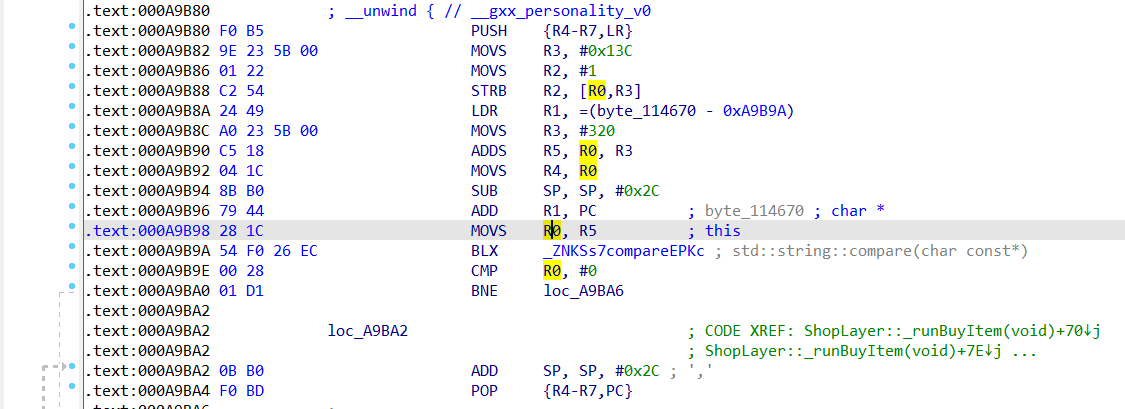 .text:000A9B80 ; __unwind { // __gxx_personality_v0
.text:000A9B80 F0 B5 PUSH {R4-R7,LR}
.text:000A9B82 9E 23 5B 00 MOVS R3, #0x13C
.text:000A9B86 01 22 MOVS R2, #1
.text:000A9B88 C2 54 STRB R2, [R0,R3]
.text:000A9B8A 24 49 LDR R1, =(byte_114670 - 0xA9B9A)
.text:000A9B8C A0 23 5B 00 MOVS R3, #320
.text:000A9B90 C5 18 ADDS R5, R0, R3
.text:000A9B92 04 1C MOVS R4, R0
.text:000A9B94 8B B0 SUB SP, SP, #0x2C
.text:000A9B96 79 44 ADD R1, PC ; byte_114670 ; char *
.text:000A9B98 28 1C MOVS R0, R5 ; this
.text:000A9B9A 54 F0 26 EC BLX _ZNKSs7compareEPKc ; std::string::compare(char const*)
.text:000A9B9E 00 28 CMP R0, #0
.text:000A9BA0 01 D1 BNE loc_A9BA6
.text:000A9BA2
.text:000A9BA2 loc_A9BA2 ; CODE XREF: ShopLayer::_runBuyItem(void)+70↓j
.text:000A9BA2 ; ShopLayer::_runBuyItem(void)+7E↓j ...
.text:000A9BA2 0B B0 ADD SP, SP, #0x2C ; ','
.text:000A9BA4 F0 BD POP {R4-R7,PC}